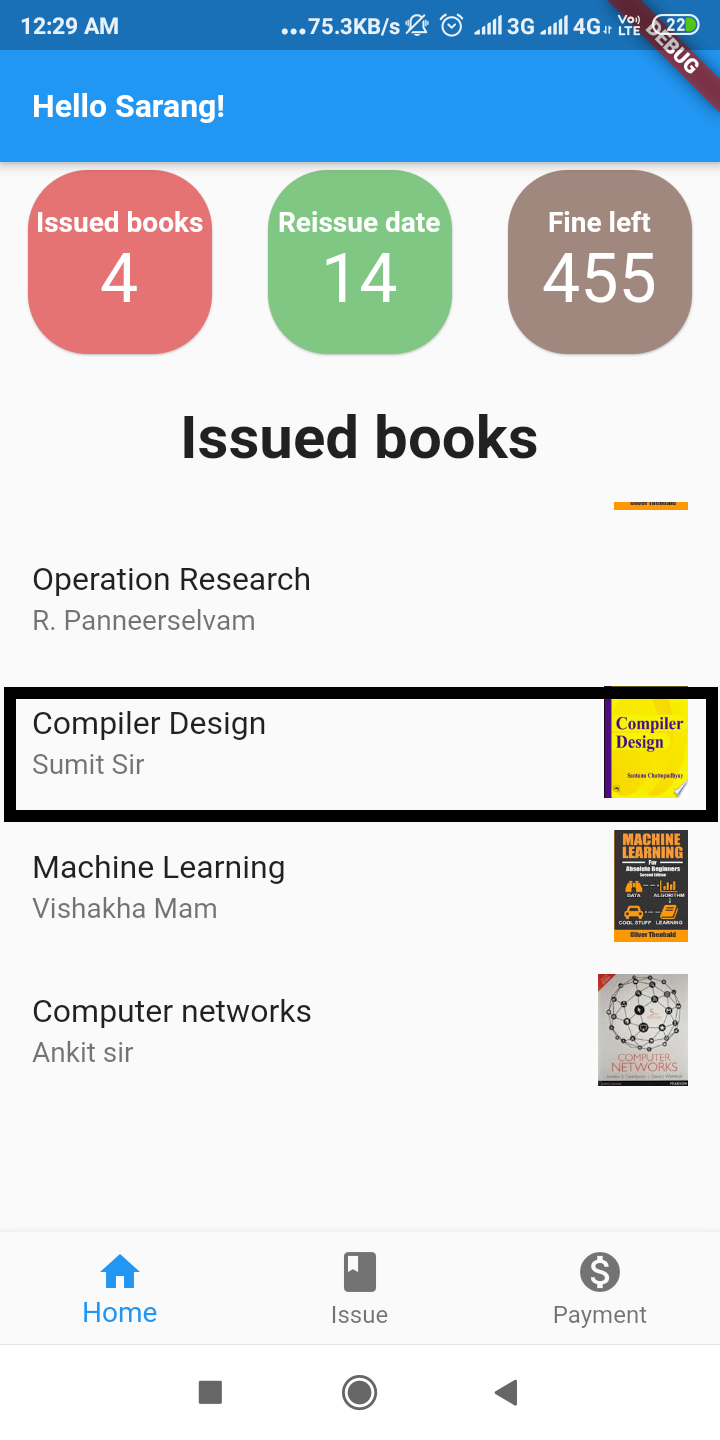 12:29 AM
...75.3KB/s 3G 4G Vo)) LTE 22
DEBUG
Hello Sarang!
Issued books Reissue date Fine left
4 14 455
Issued books
Oliver Theobald
Operation Research
R. Panneerselvam
Compiler Design
Sumit Sir
Compiler
Design
Santanu Chattopadhyay
Machine Learning
Vishakha Mam
MACHINE
LEARNING
For
Absolute Beginners
Second Edition
DATA ALGORITHM
COOL STUFF LEARNING
Oliver Theobald
Computer networks
Ankit sir
COMPUTER
NETWORKS
PEARSON
Home Issue Payment